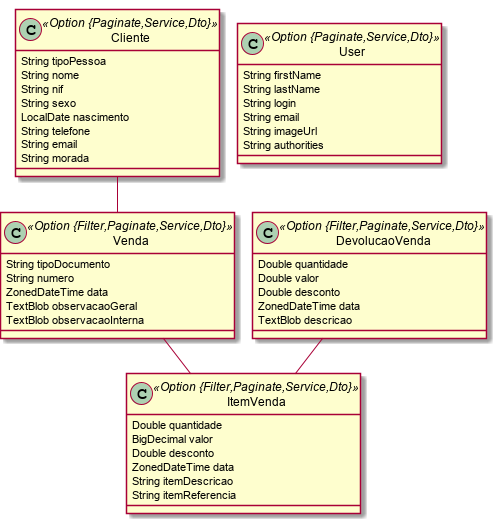 C «Option {Paginate,Service,Dto}»
Cliente
String tipoPessoa
String nome
String nif
String sexo
LocalDate nascimento
String telefone
String email
String morada
C «Option {Paginate,Service,Dto}»
User
String firstName
String lastName
String login
String email
String imageUrl
String authorities
C «Option {Filter,Paginate,Service,Dto}»
Venda
String tipoDocumento
String numero
ZonedDateTime data
TextBlob observacaoGeral
TextBlob observacaoInterna
C «Option {Filter,Paginate,Service,Dto}»
DevolucaoVenda
Double quantidade
Double valor
Double desconto
ZonedDateTime data
TextBlob descricao
C «Option {Filter,Paginate,Service,Dto}»
ItemVenda
Double quantidade
BigDecimal valor
Double desconto
ZonedDateTime data
String itemDescricao
String itemReferencia